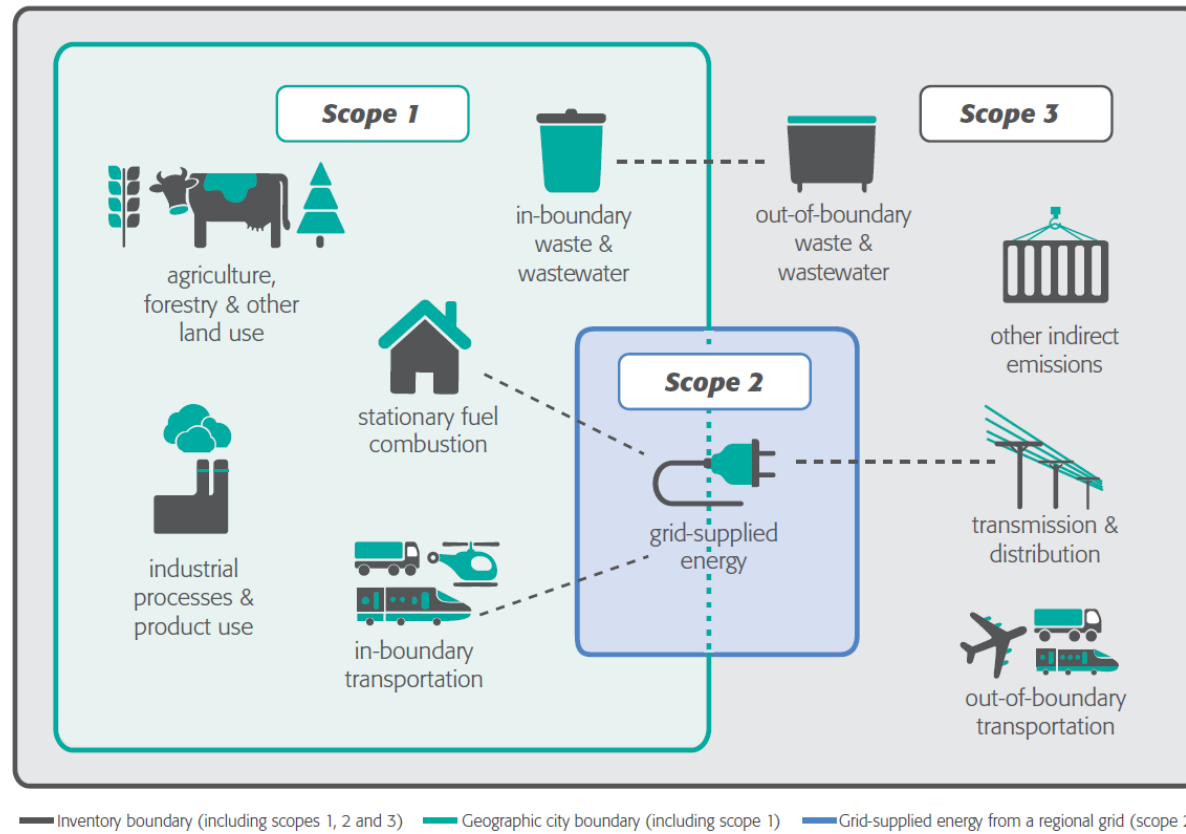 Scope 1
Scope 3
in-boundary
waste &
wastewater
out-of-boundary
waste &
wastewater
agriculture,
forestry & other
land use
other indirect
emissions
Scope 2
stationary fuel
combustion
grid-supplied
energy
transmission &
distribution
industrial
processes &
product use
in-boundary
transportation
out-of-boundary
transportation
Inventory boundary (including scopes 1, 2 and 3) Geographic city boundary (including scope 1) Grid-supplied energy from a regional grid (scope 2